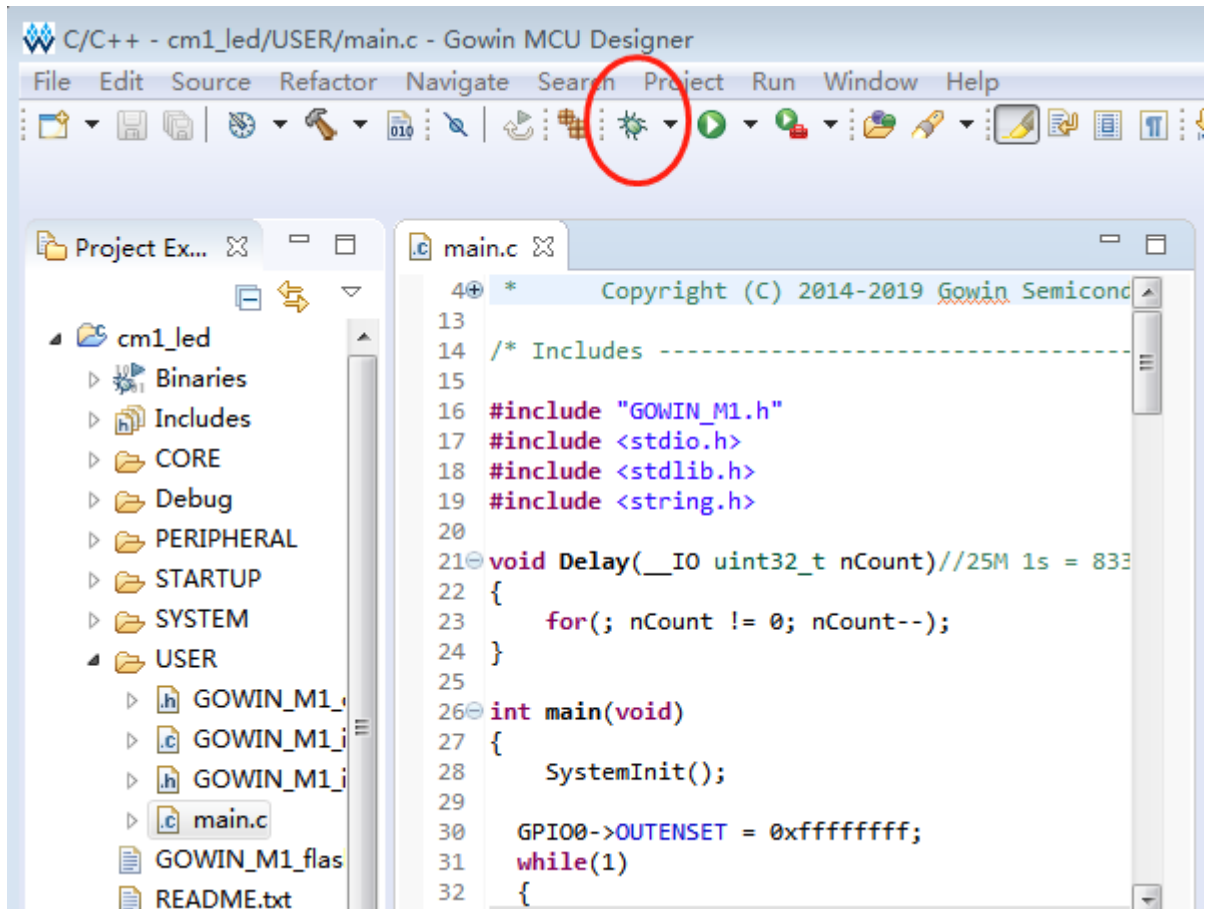 C/C++ - cm1_led/USER/main.c - Gowin MCU Designer
File Edit Source Refactor Navigate Search Project Run Window Help
010
Project Ex...
cm1_led
Binaries
Includes
CORE
Debug
PERIPHERAL
STARTUP
SYSTEM
USER
GOWIN_M1_
GOWIN_M1_i
GOWIN_M1_i
main.c
GOWIN_M1_flas
README.txt
main.c
4 * Copyright (C) 2014-2019 Gowin Semicond
13
14 /* Includes ----------------------------------
15
16 #include "GOWIN_M1.h"
17 #include <stdio.h>
18 #include <stdlib.h>
19 #include <string.h>
20
21 void Delay(__IO uint32_t nCount)//25M 1s = 833
22 {
23 for(; nCount != 0; nCount--);
24 }
25
26 int main(void)
27 {
28 SystemInit();
29
30 GPIO0->OUTENSET = 0xffffffff;
31 while(1)
32 {